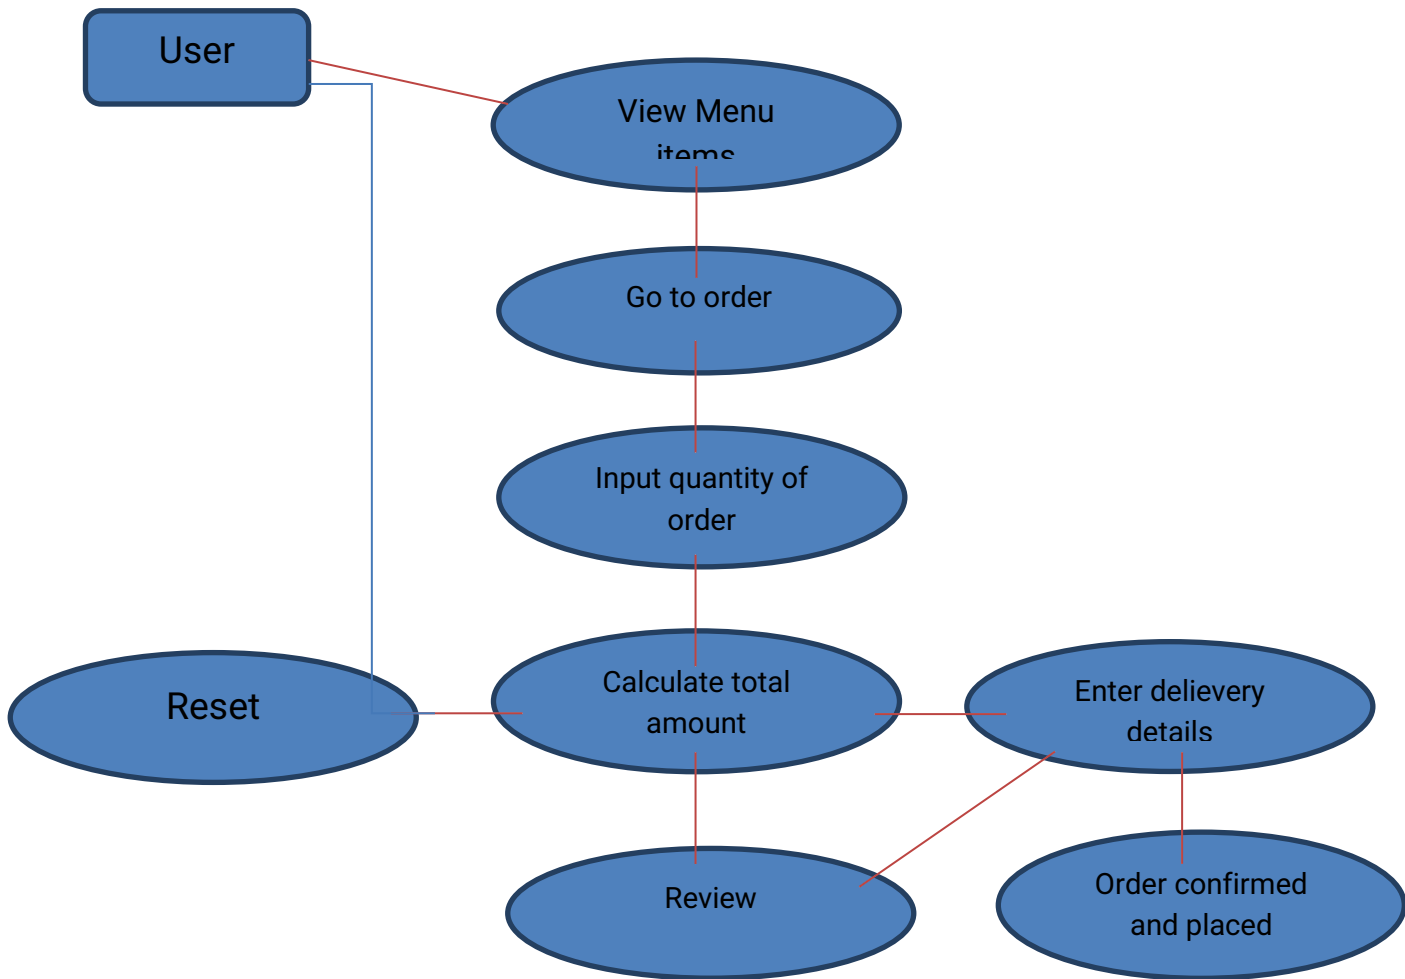 User
View Menu
items
Go to order
Input quantity of
order
Calculate total
amount
Reset
Enter delievery
details
Review
Order confirmed
and placed